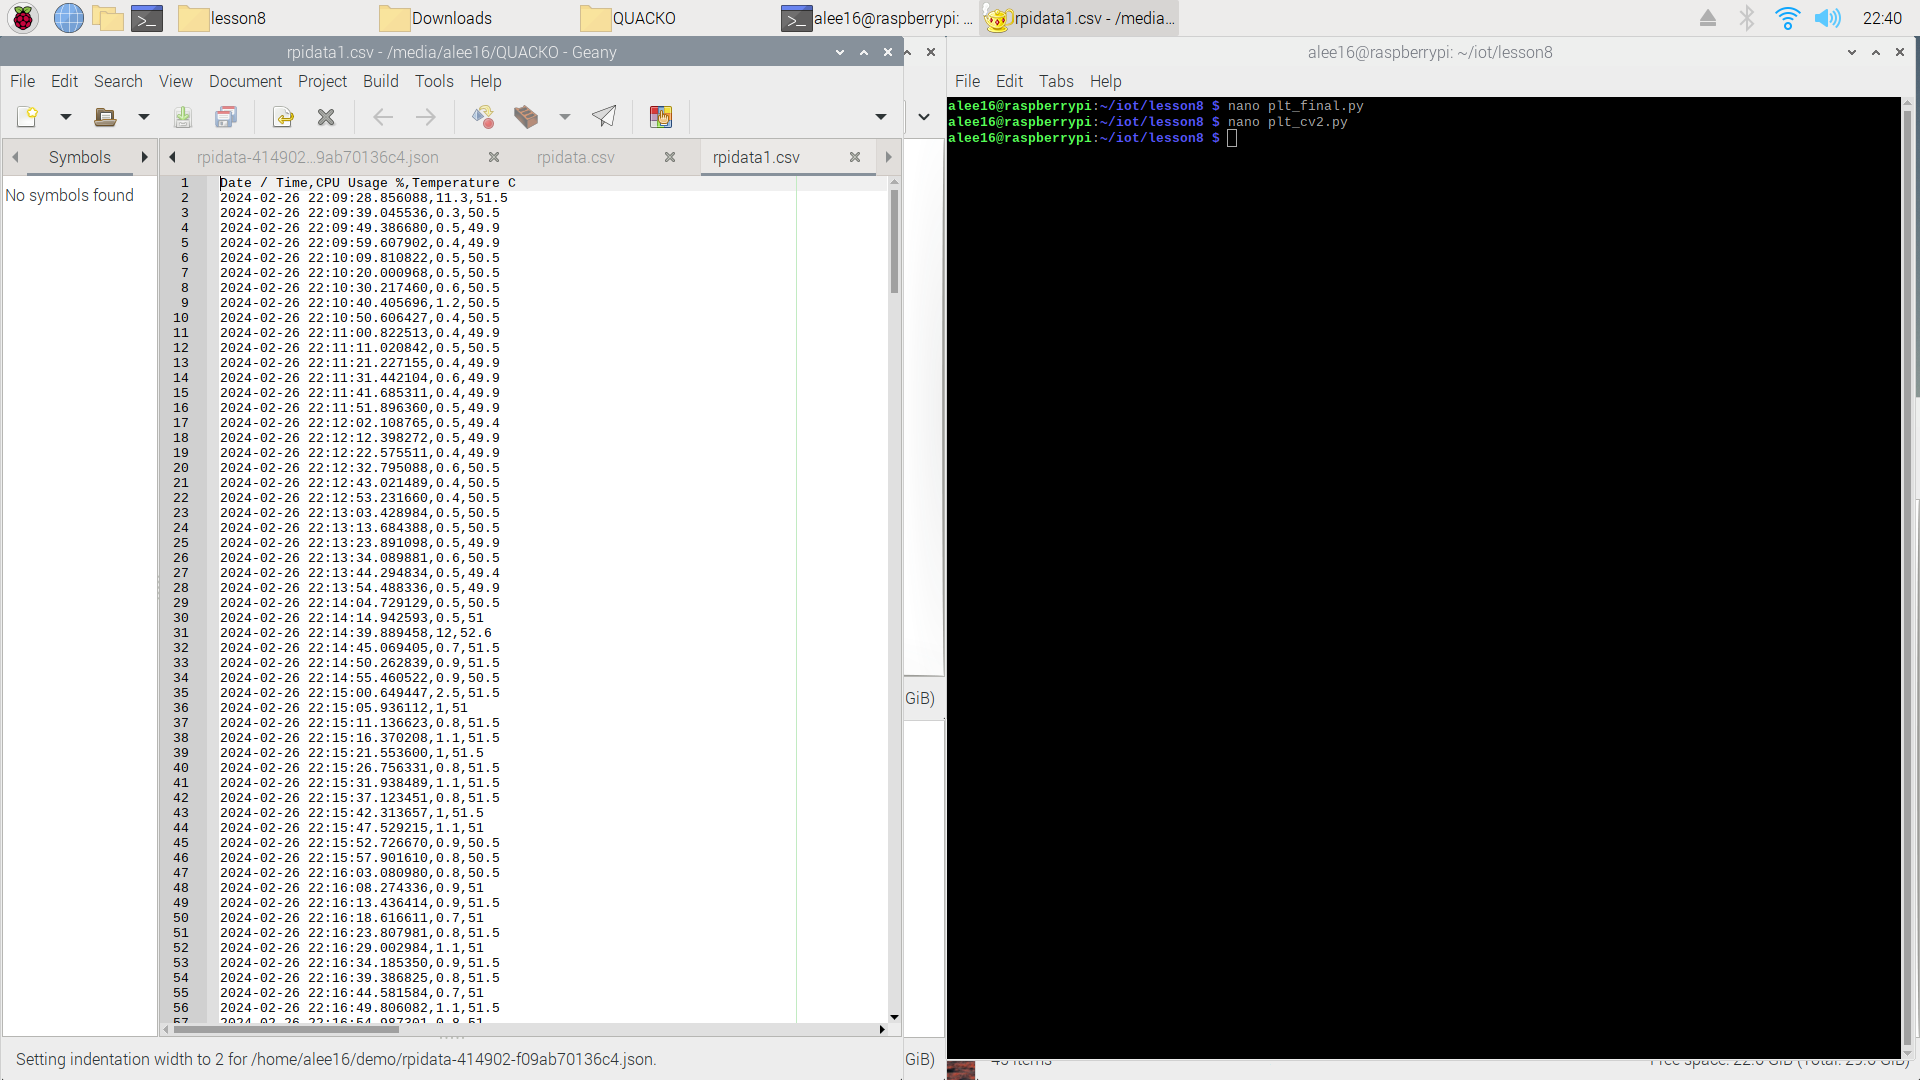 lesson8
Downloads
QUACKO
alee16@raspberrypi: ...
rpidata1.csv - /media...
22:40
rpidata1.csv - /media/alee16/QUACKO - Geany
File Edit Search View Document Project Build Tools Help
Symbols
rpidata-414902...9ab70136c4.json
rpidata.csv
rpidata1.csv
No symbols found
1 Date / Time,CPU Usage %,Temperature C
2 2024-02-26 22:09:28.856088,11.3,51.5
3 2024-02-26 22:09:39.045536,0.3,50.5
4 2024-02-26 22:09:49.386680,0.5,49.9
5 2024-02-26 22:09:59.607902,0.4,49.9
6 2024-02-26 22:10:09.810822,0.5,50.5
7 2024-02-26 22:10:20.000968,0.5,50.5
8 2024-02-26 22:10:30.217460,0.6,50.5
9 2024-02-26 22:10:40.405696,1.2,50.5
10 2024-02-26 22:10:50.606427,0.4,50.5
11 2024-02-26 22:11:00.822513,0.4,49.9
12 2024-02-26 22:11:11.020842,0.5,50.5
13 2024-02-26 22:11:21.227155,0.4,49.9
14 2024-02-26 22:11:31.442104,0.6,49.9
15 2024-02-26 22:11:41.685311,0.4,49.9
16 2024-02-26 22:11:51.896360,0.5,49.9
17 2024-02-26 22:12:02.108765,0.5,49.4
18 2024-02-26 22:12:12.398272,0.5,49.9
19 2024-02-26 22:12:22.575511,0.4,49.9
20 2024-02-26 22:12:32.795088,0.6,50.5
21 2024-02-26 22:12:43.021489,0.4,50.5
22 2024-02-26 22:12:53.231660,0.4,50.5
23 2024-02-26 22:13:03.428984,0.5,50.5
24 2024-02-26 22:13:13.684388,0.5,50.5
25 2024-02-26 22:13:23.891098,0.5,49.9
26 2024-02-26 22:13:34.089881,0.6,50.5
27 2024-02-26 22:13:44.294834,0.5,49.4
28 2024-02-26 22:13:54.488336,0.5,49.9
29 2024-02-26 22:14:04.729129,0.5,50.5
30 2024-02-26 22:14:14.942593,0.5,51
31 2024-02-26 22:14:39.889458,12,52.6
32 2024-02-26 22:14:45.069405,0.7,51.5
33 2024-02-26 22:14:50.262839,0.9,51.5
34 2024-02-26 22:14:55.460522,0.9,50.5
35 2024-02-26 22:15:00.649447,2.5,51.5
36 2024-02-26 22:15:05.936112,1,51
37 2024-02-26 22:15:11.136623,0.8,51.5
38 2024-02-26 22:15:16.370208,1.1,51.5
39 2024-02-26 22:15:21.553600,1,51.5
40 2024-02-26 22:15:26.756331,0.8,51.5
41 2024-02-26 22:15:31.938489,1.1,51.5
42 2024-02-26 22:15:37.123451,0.8,51.5
43 2024-02-26 22:15:42.313657,1,51.5
44 2024-02-26 22:15:47.529215,1.1,51
45 2024-02-26 22:15:52.726670,0.9,50.5
46 2024-02-26 22:15:57.901610,0.8,50.5
47 2024-02-26 22:16:03.080980,0.8,50.5
48 2024-02-26 22:16:08.274336,0.9,51
49 2024-02-26 22:16:13.436414,0.9,51.5
50 2024-02-26 22:16:18.616611,0.7,51
51 2024-02-26 22:16:23.807981,0.8,51.5
52 2024-02-26 22:16:29.002984,1.1,51
53 2024-02-26 22:16:34.185350,0.9,51.5
54 2024-02-26 22:16:39.386825,0.8,51.5
55 2024-02-26 22:16:44.581584,0.7,51
56 2024-02-26 22:16:49.806082,1.1,51.5
57 2024-02-26 22:16:54.987301,0.8,51
Setting indentation width to 2 for /home/alee16/demo/rpidata-414902-f09ab70136c4.json.
GiB)
GiB)
alee16@raspberrypi: ~/iot/lesson8
File Edit Tabs Help
alee16@raspberrypi:~/iot/lesson8 $ nano plt_final.py
alee16@raspberrypi:~/iot/lesson8 $ nano plt_cv2.py
alee16@raspberrypi:~/iot/lesson8 $
items
Free space: 22.0 GiB (Total: 29.0 GiB)